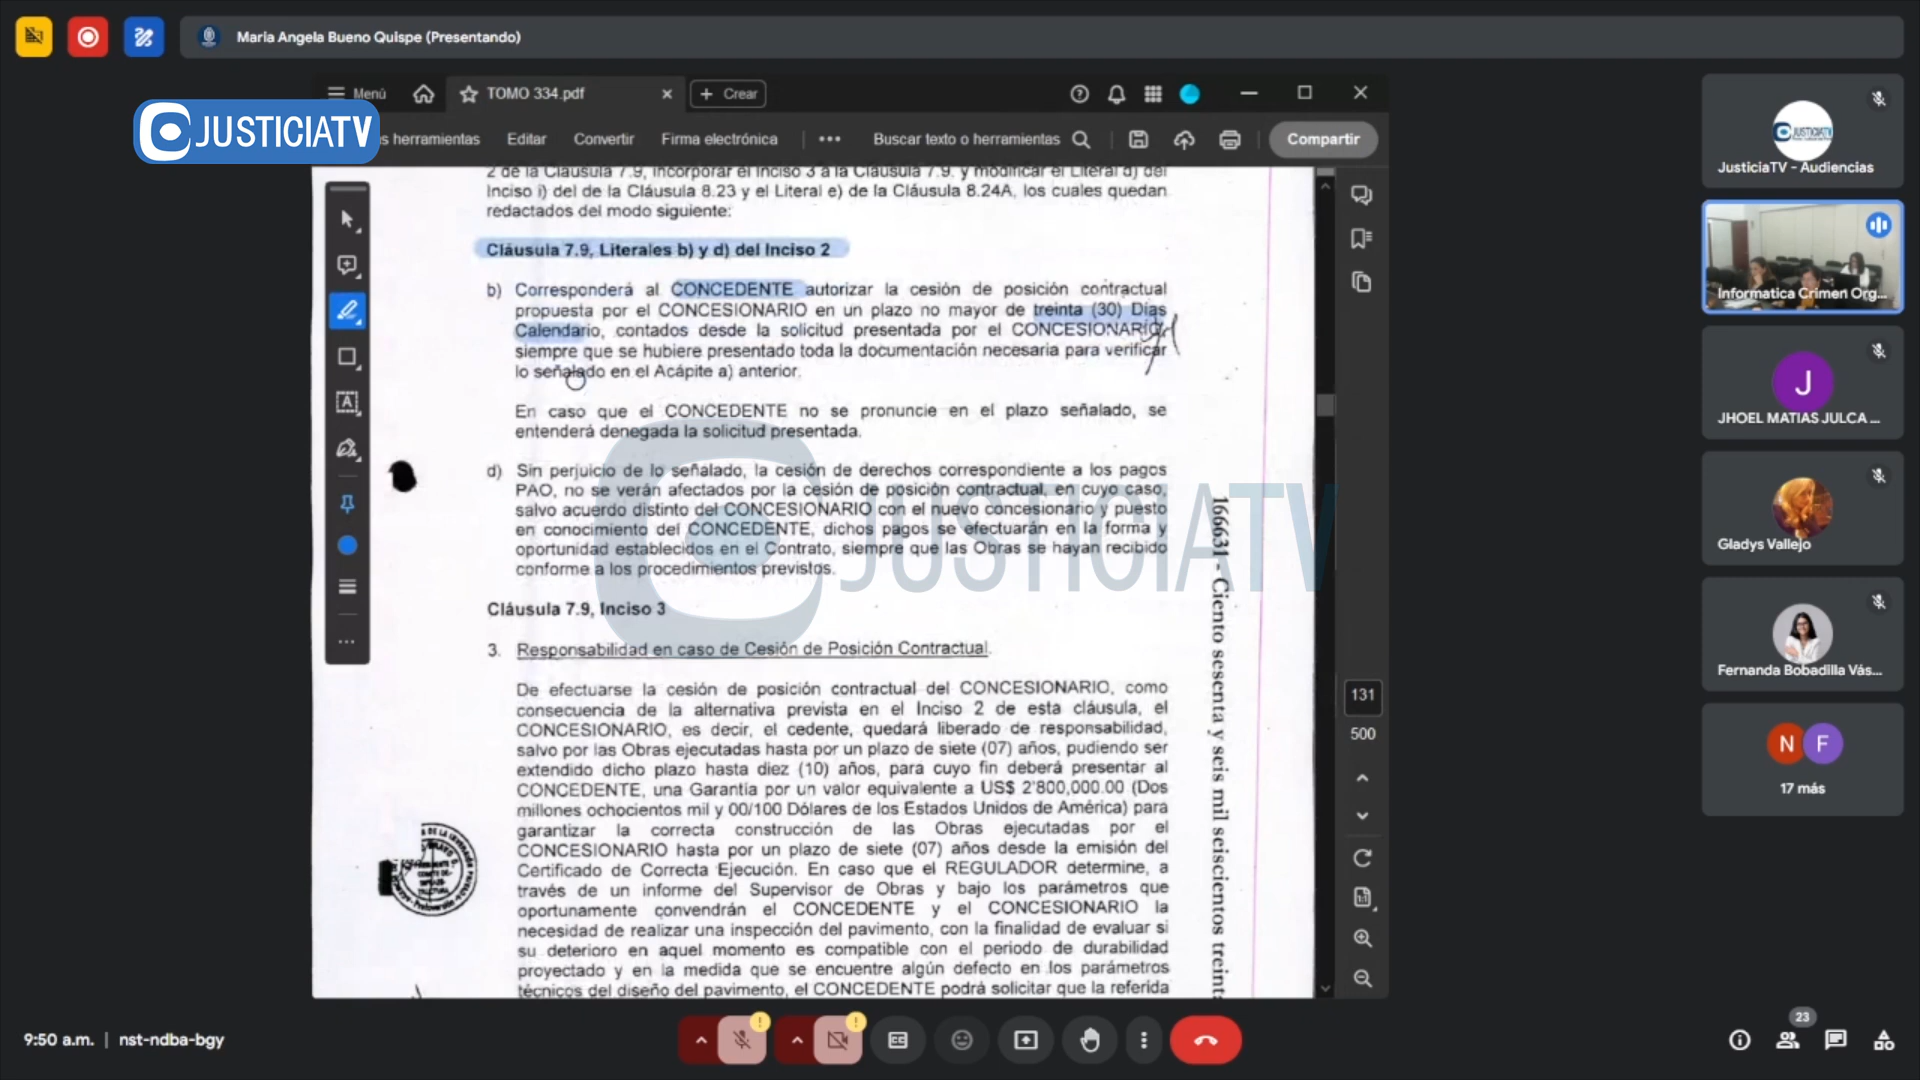 Maria Angela Bueno Quispe (Presentando)
Menú
TOMO 334.pdf
Crear
JUSTICIATV
s herramientas
Editar
Convertir
Firma electrónica
Buscar texto o herramientas
Compartir
2 de la Cláusula 7.9, incorporar el Inciso 3 a la Cláusula 7.9. y modificar el Literal d) del
Inciso i) del de la Cláusula 8.23 y el Literal e) de la Cláusula 8.24A, los cuales quedan
redactados del modo siguiente:
Cláusula 7.9, Literales b) y d) del Inciso 2
b) Corresponderá al CONCEDENTE autorizar la cesión de posición contractual
propuesta por el CONCESIONARIO en un plazo no mayor de treinta (30) Días
Calendario, contados desde la solicitud presentada por el CONCESIONARIO,
siempre que se hubiere presentado toda la documentación necesaria para verificar
lo señalado en el Acápite a) anterior.
En caso que el CONCEDENTE no se pronuncie en el plazo señalado, se
entenderá denegada la solicitud presentada.
d) Sin perjuicio de lo señalado, la cesión de derechos correspondiente a los pagos
PAO, no se verán afectados por la cesión de posición contractual, en cuyo caso,
salvo acuerdo distinto del CONCESIONARIO con el nuevo concesionario y puesto
en conocimiento del CONCEDENTE, dichos pagos se efectuarán en la forma y
oportunidad establecidos en el Contrato, siempre que las Obras se hayan recibido
conforme a los procedimientos previstos.
Cláusula 7.9, Inciso 3
3. Responsabilidad en caso de Cesión de Posición Contractual.
De efectuarse la cesión de posición contractual del CONCESIONARIO, como
consecuencia de la alternativa prevista en el Inciso 2 de esta cláusula, el
CONCESIONARIO, es decir, el cedente, quedará liberado de responsabilidad,
salvo por las Obras ejecutadas hasta por un plazo de siete (07) años, pudiendo ser
extendido dicho plazo hasta diez (10) años, para cuyo fin deberá presentar al
CONCEDENTE, una Garantía por un valor equivalente a US$ 2'800,000.00 (Dos
millones ochocientos mil y 00/100 Dólares de los Estados Unidos de América) para
garantizar la correcta construcción de las Obras ejecutadas por el
CONCESIONARIO hasta por un plazo de siete (07) años desde la emisión del
Certificado de Correcta Ejecución. En caso que el REGULADOR determine, a
través de un informe del Supervisor de Obras y bajo los parámetros que
oportunamente convendrán el CONCEDENTE y el CONCESIONARIO la
necesidad de realizar una inspección del pavimento, con la finalidad de evaluar si
su deterioro en aquel momento es compatible con el periodo de durabilidad
proyectado y en la medida que se encuentre algún defecto en los parámetros
técnicos del diseño del pavimento, el CONCEDENTE podrá solicitar que la referida
166631 - Ciento sesenta y seis mil seiscientos treint
JUSTICIATV
131
500
JUSTICIATV
JusticiaTV - Audiencias
Informatica Crimen Org...
J
JHOEL MATIAS JULCA ...
Gladys Vallejo
Fernanda Bobadilla Vás...
N F
17 más
9:50 a.m. | nst-ndba-bgy
23